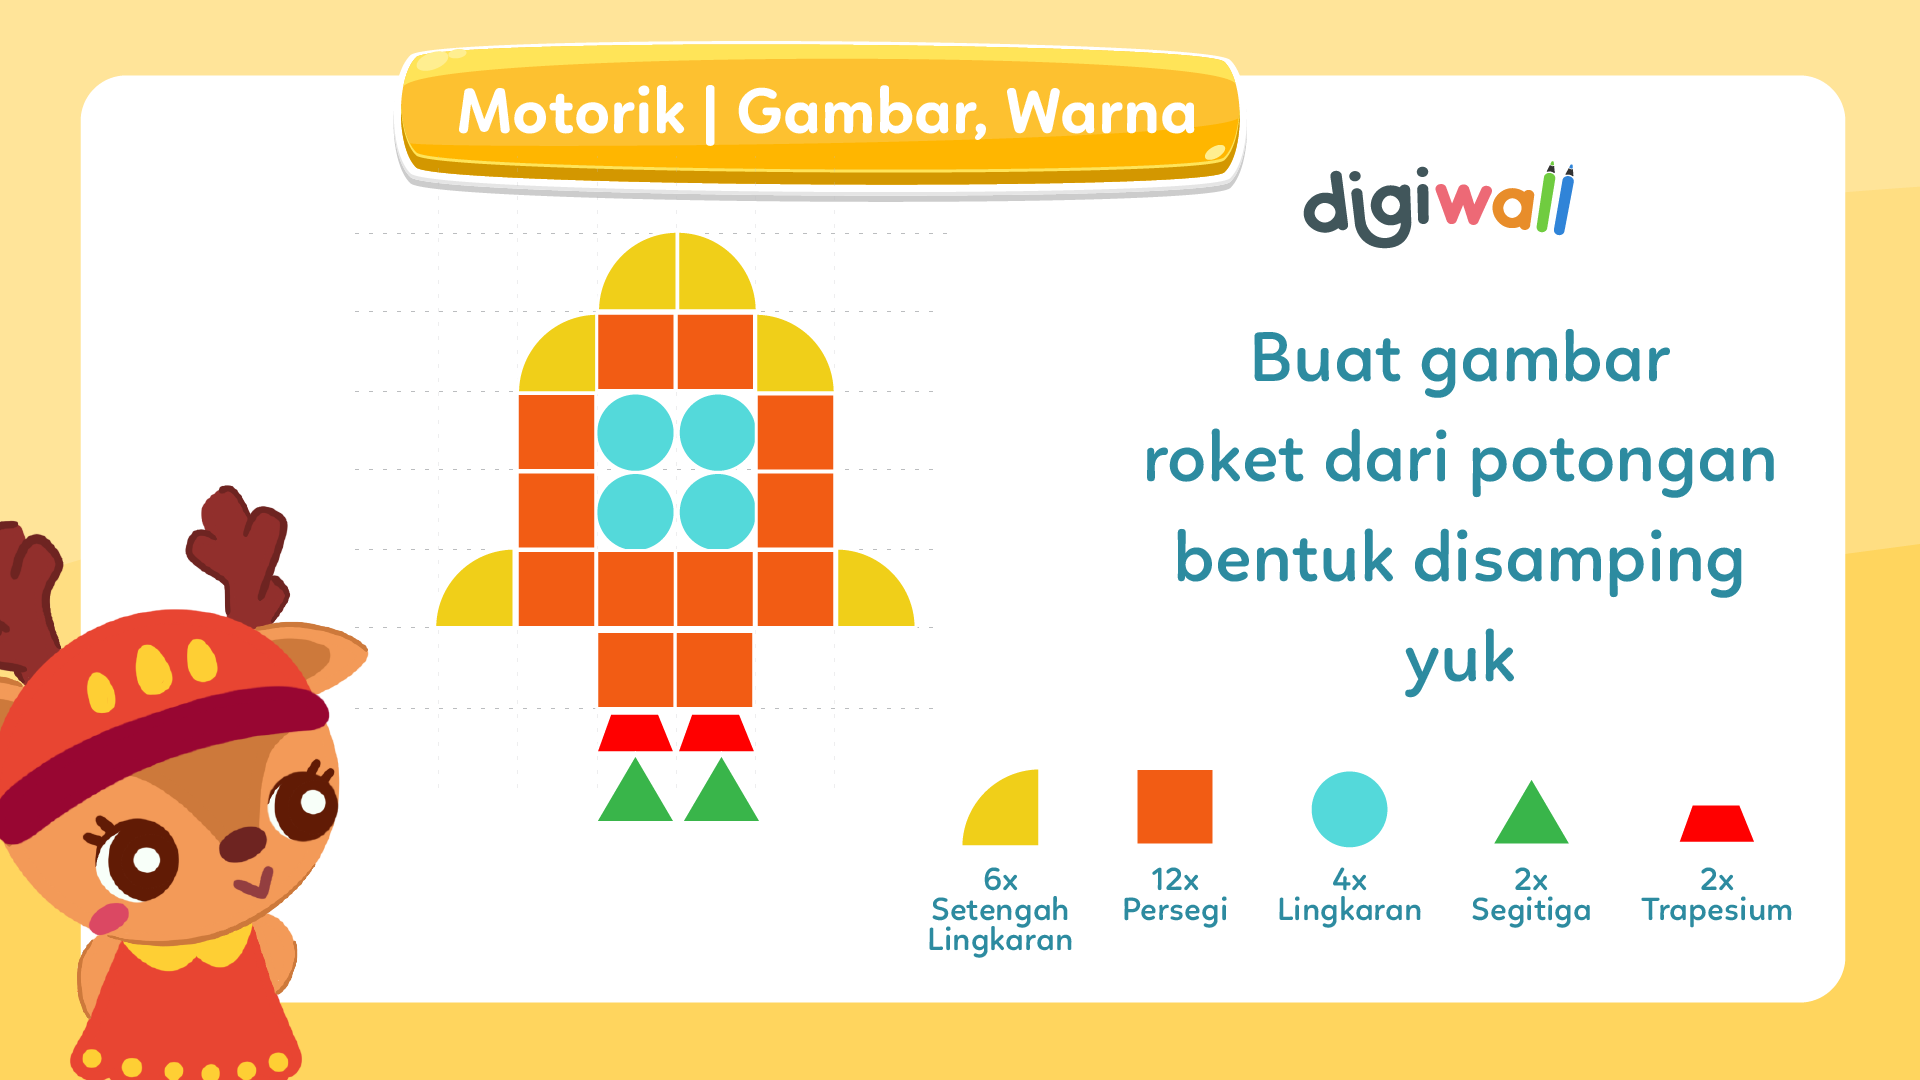 Motorik | Gambar, Warna
digiwall
Buat gambar
roket dari potongan
bentuk disamping
yuk
6x
Setengah
Lingkaran
12x
Persegi
4x
Lingkaran
2x
Segitiga
2x
Trapesium